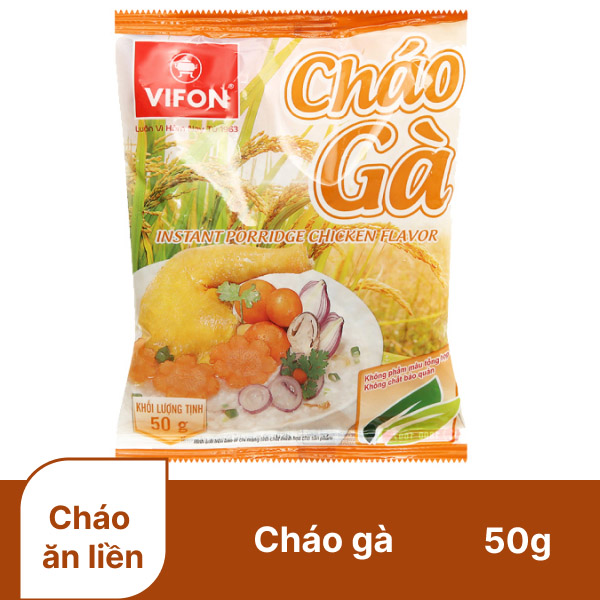 VIFON®
Cháo
Gà
INSTANT PORRIDGE CHICKEN FLAVOR
Không phẩm màu tổng hợp
Không chất bảo quản
KHỐI LƯỢNG TỊNH
50 g
Cháo
ăn liền
Cháo gà
50g